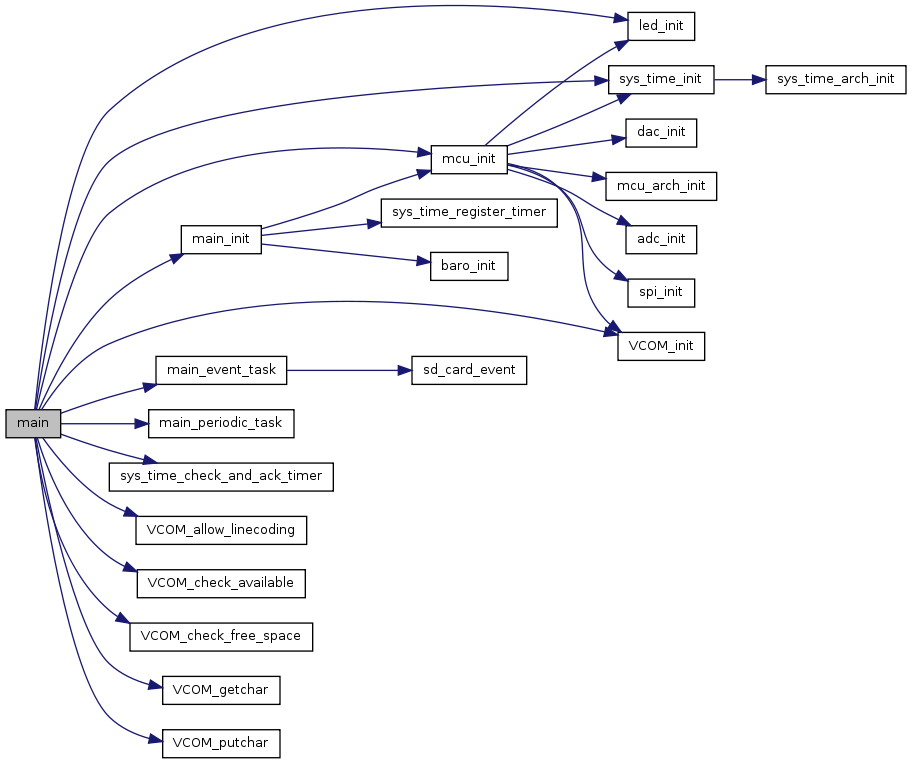 led_init
sys_time_init
sys_time_arch_init
dac_init
mcu_init
mcu_arch_init
sys_time_register_timer
main_init
adc_init
baro_init
spi_init
VCOM_init
main_event_task
sd_card_event
main
main_periodic_task
sys_time_check_and_ack_timer
VCOM_allow_linecoding
VCOM_check_available
VCOM_check_free_space
VCOM_getchar
VCOM_putchar